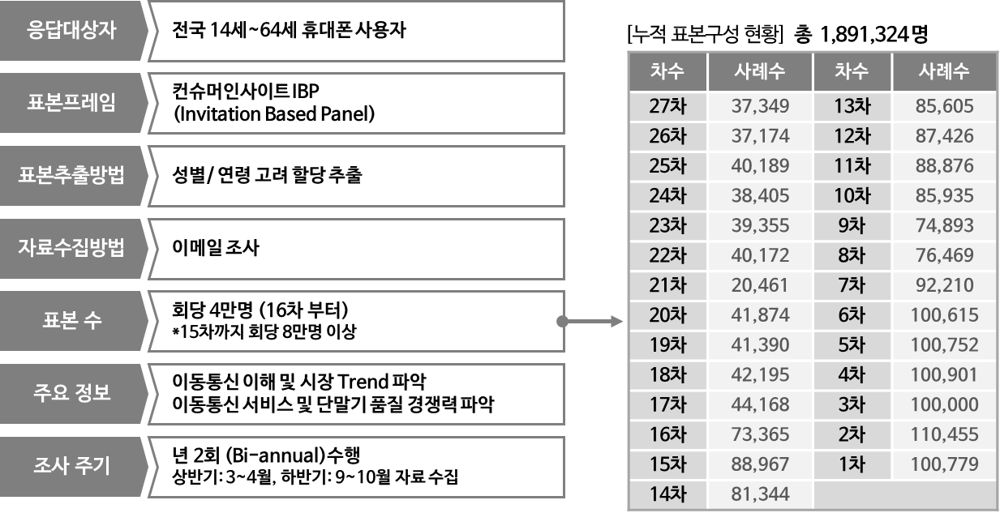 응답대상자
전국 14세~64세 휴대폰 사용자
표본프레임
컨슈머인사이트 IBP
(Invitation Based Panel)
표본추출방법
성별/ 연령 고려 할당 추출
자료수집방법
이메일 조사
표본 수
회당 4만명 (16차 부터)
*15차까지 회당 8만명 이상
주요 정보
이동통신 이해 및 시장 Trend 파악
이동통신 서비스 및 단말기 품질 경쟁력 파악
조사 주기
년 2회 (Bi-annual)수행
상반기: 3~4월, 하반기: 9~10월 자료 수집
[누적 표본구성 현황] 총 1,891,324명
차수 사례수 차수 사례수
27차 37,349 13차 85,605
26차 37,174 12차 87,426
25차 40,189 11차 88,876
24차 38,405 10차 85,935
23차 39,355 9차 74,893
22차 40,172 8차 76,469
21차 20,461 7차 92,210
20차 41,874 6차 100,615
19차 41,390 5차 100,752
18차 42,195 4차 100,901
17차 44,168 3차 100,000
16차 73,365 2차 110,455
15차 88,967 1차 100,779
14차 81,344